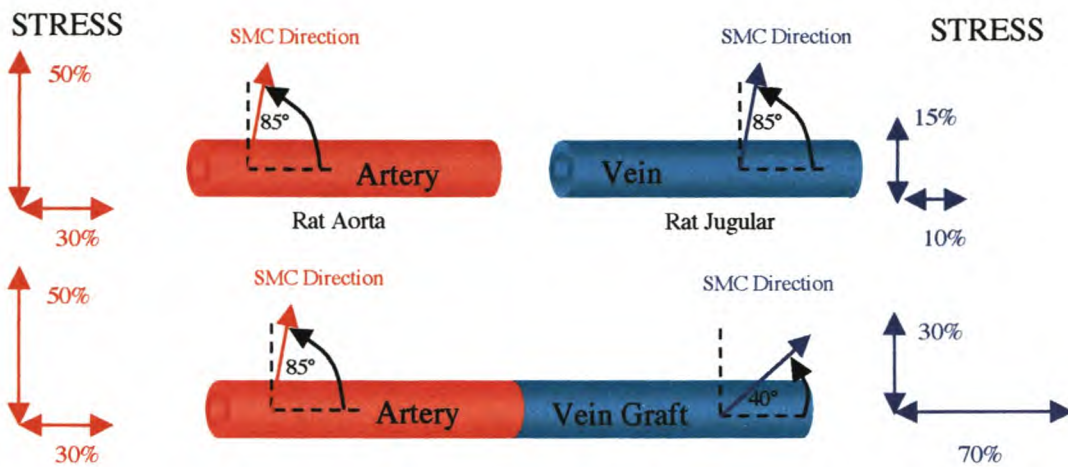 STRESS
STRESS
SMC Direction
SMC Direction
50%
15%
85°
85°
Artery
Vein
Rat Aorta
Rat Jugular
30%
10%
SMC Direction
SMC Direction
50%
30%
85°
40°
Artery
Vein Graft
30%
70%